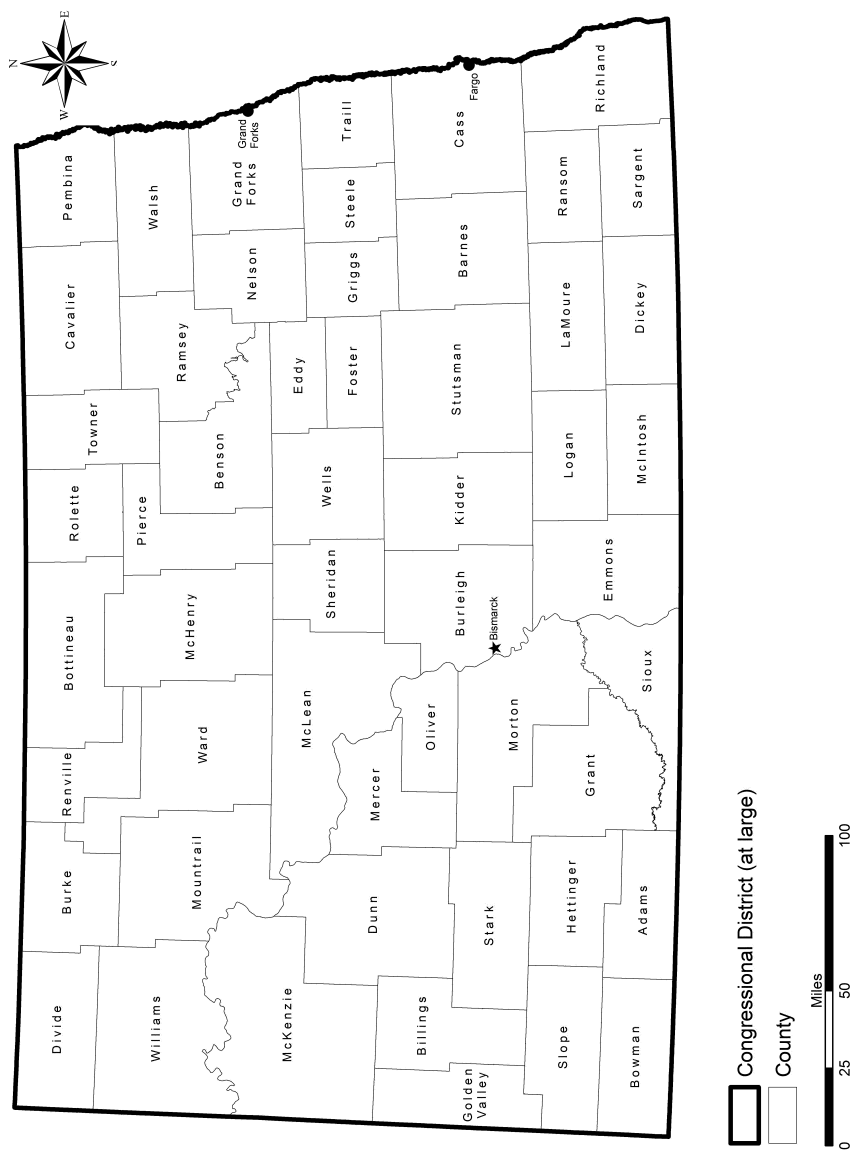 N
E
S
W
Divide
Burke
Renville
Bottineau
Rolette
Towner
Cavalier
Pembina
Williams
Mountrail
Ward
McHenry
Pierce
Benson
Ramsey
Walsh
Nelson
Grand
Forks
Grand
Forks
McKenzie
Dunn
Mercer
McLean
Oliver
Sheridan
Wells
Eddy
Foster
Griggs
Steele
Traill
Golden
Valley
Billings
Stark
Morton
Burleigh
Bismarck
Kidder
Stutsman
Barnes
Cass
Fargo
Slope
Hettinger
Grant
Sioux
Emmons
Logan
LaMoure
Ransom
Richland
Bowman
Adams
McIntosh
Dickey
Sargent
Congressional District (at large)
County
Miles
0
25
50
100